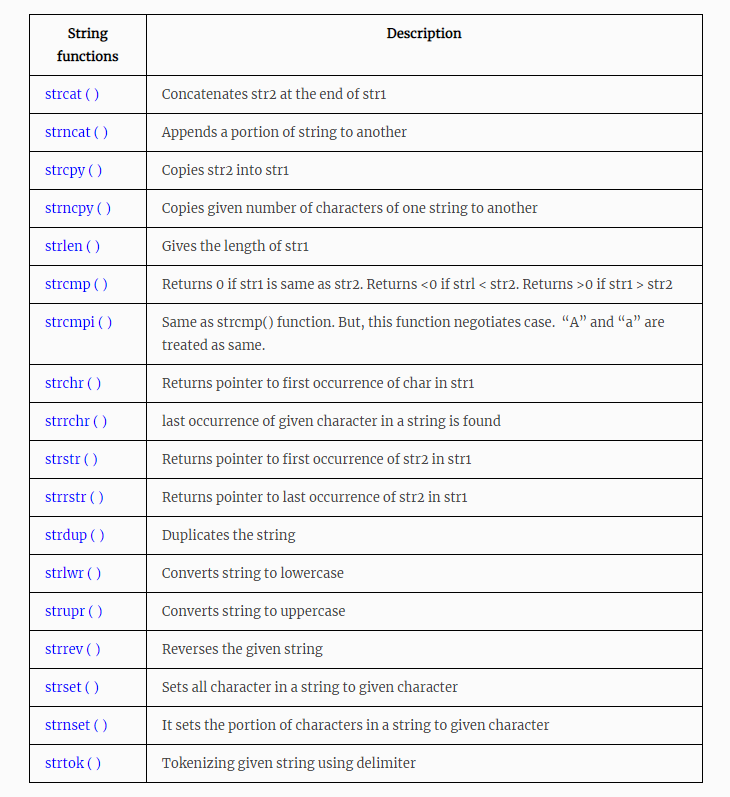 String
functions
Description
strcat ( )
Concatenates str2 at the end of str1
strncat ( )
Appends a portion of string to another
strcpy ( )
Copies str2 into str1
strncpy ( )
Copies given number of characters of one string to another
strlen ( )
Gives the length of str1
strcmp ( )
Returns 0 if str1 is same as str2. Returns <0 if strl < str2. Returns >0 if str1 > str2
strcmpi ( )
Same as strcmp() function. But, this function negotiates case.  “A” and “a” are
treated as same.
strchr ( )
Returns pointer to first occurrence of char in str1
strrchr ( )
last occurrence of given character in a string is found
strstr ( )
Returns pointer to first occurrence of str2 in str1
strrstr ( )
Returns pointer to last occurrence of str2 in str1
strdup ( )
Duplicates the string
strlwr ( )
Converts string to lowercase
strupr ( )
Converts string to uppercase
strrev ( )
Reverses the given string
strset ( )
Sets all character in a string to given character
strnset ( )
It sets the portion of characters in a string to given character
strtok ( )
Tokenizing given string using delimiter